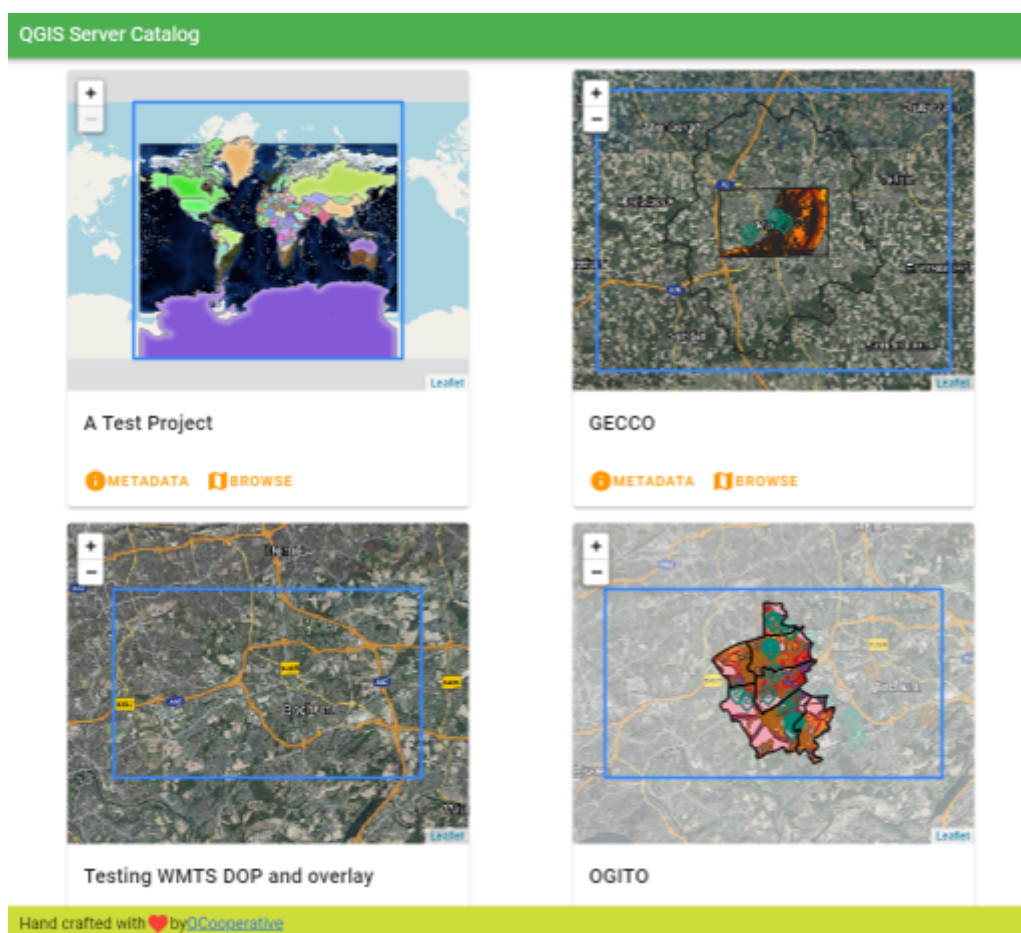 QGIS Server Catalog
+
−
Leaflet
A Test Project
METADATA
BROWSE
+
−
Leaflet
GECCO
METADATA
BROWSE
+
−
Bochum
Leaflet
Testing WMTS DOP and overlay
+
−
Leaflet
OGITO
Hand crafted with ❤ by QCooperative